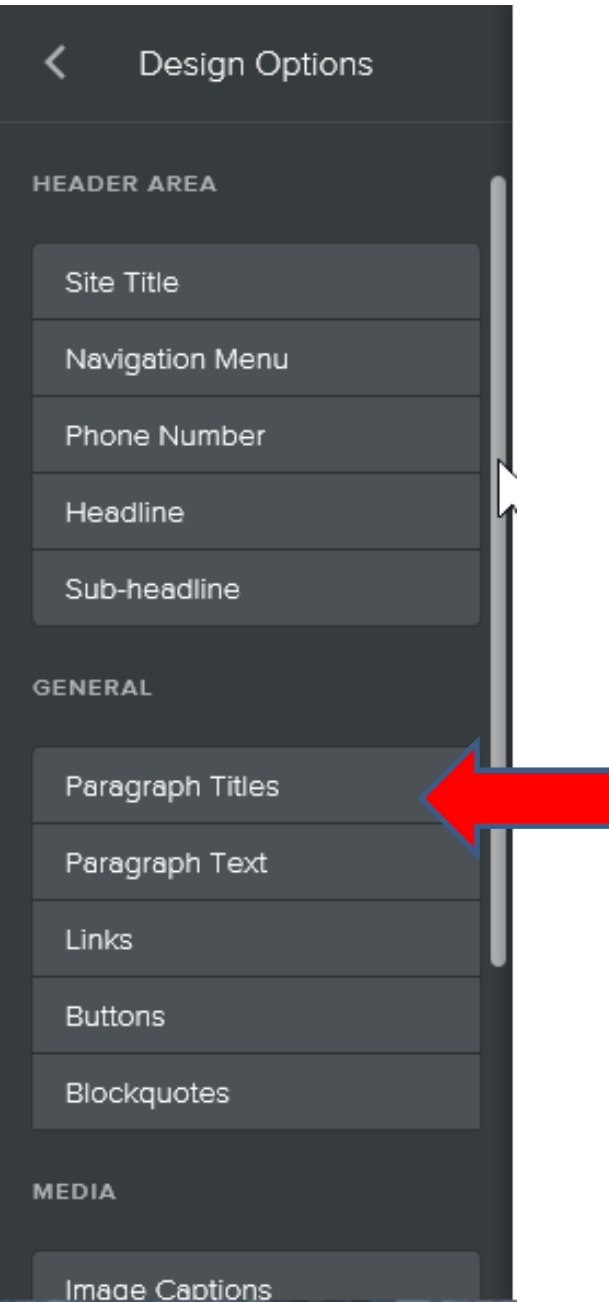 Design Options
HEADER AREA
Site Title
Navigation Menu
Phone Number
Headline
Sub-headline
GENERAL
Paragraph Titles
Paragraph Text
Links
Buttons
Blockquotes
MEDIA
Image Captions